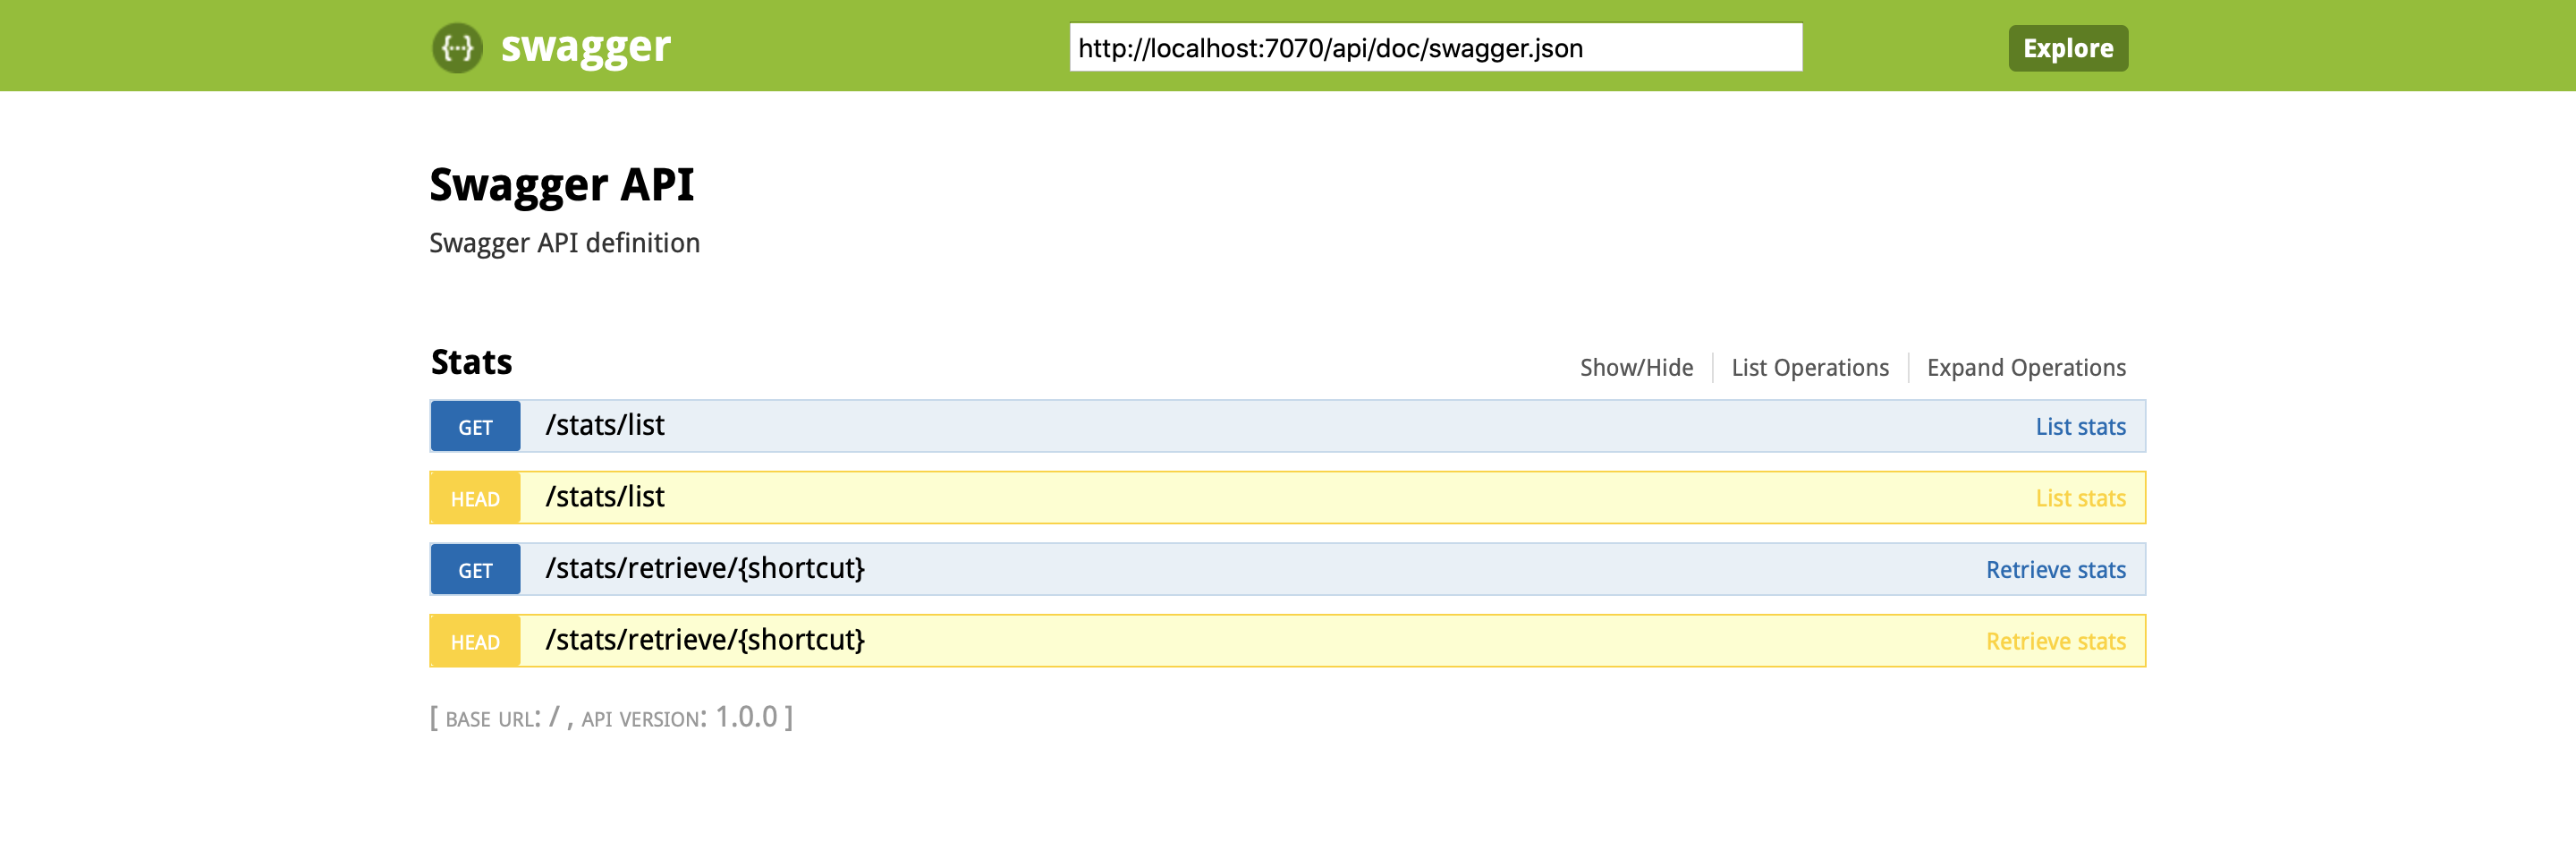 {···} swagger http://localhost:7070/api/doc/swagger.json Explore
Swagger API
Swagger API definition
Stats Show/Hide List Operations Expand Operations
GET /stats/list List stats
HEAD /stats/list List stats
GET /stats/retrieve/{shortcut} Retrieve stats
HEAD /stats/retrieve/{shortcut} Retrieve stats
[ BASE URL: / , API VERSION: 1.0.0 ]